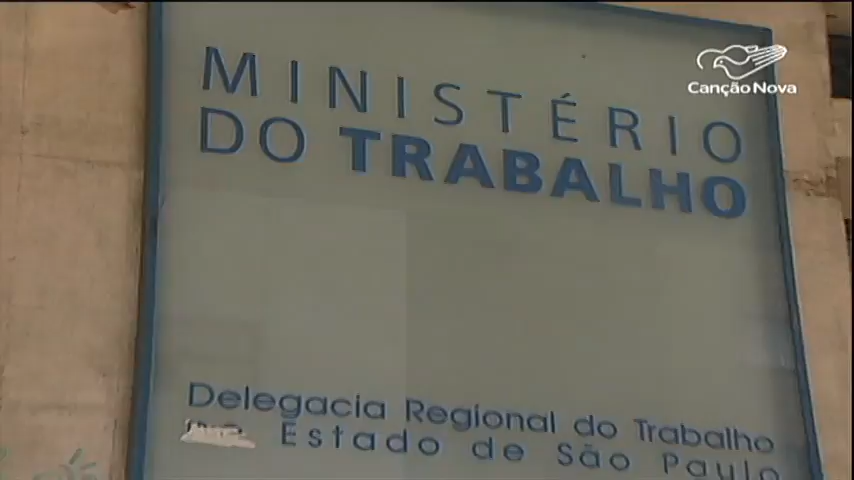 Canção Nova
MINISTÉRIO
DO TRABALHO
Delegacia Regional do Trabalho
Estado de São Paulo